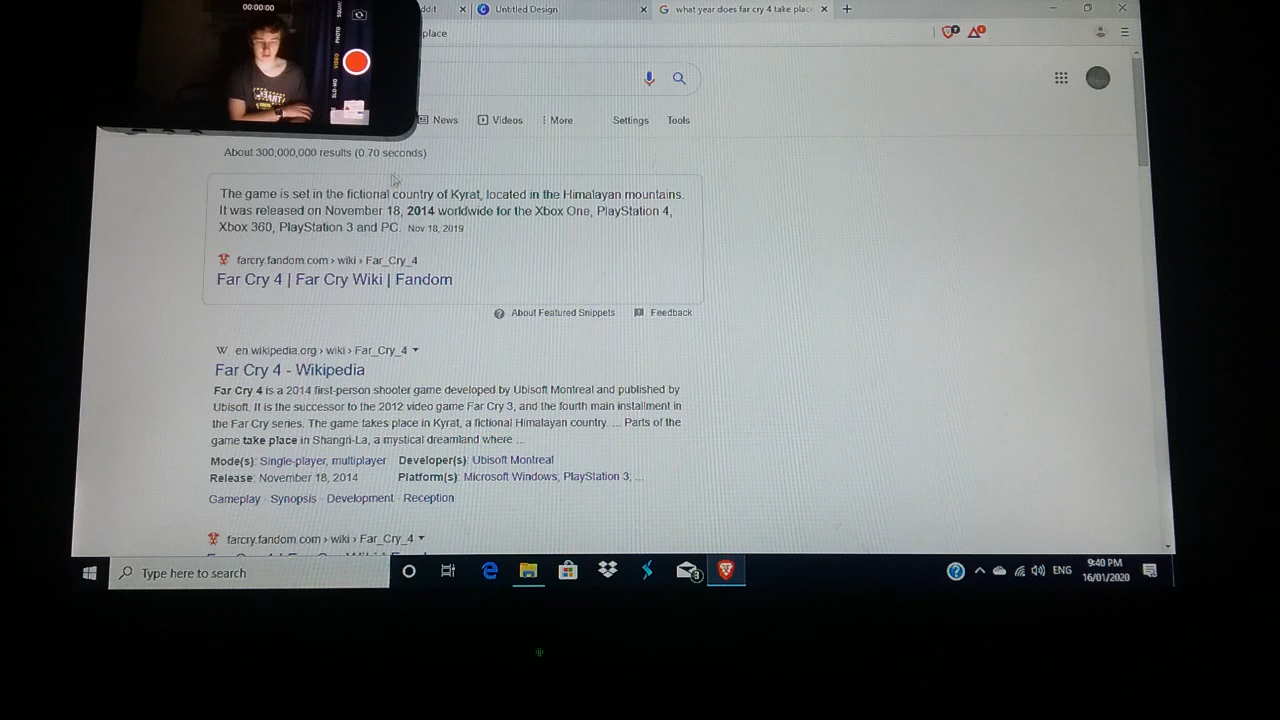 00:00:00
SLO-MO VIDEO PHOTO SQUAR
ddit
Untitled Design
what year does far cry 4 take place
place
News Videos More Settings Tools
About 300,000,000 results (0.70 seconds)
The game is set in the fictional country of Kyrat, located in the Himalayan mountains.
It was released on November 18, 2014 worldwide for the Xbox One, PlayStation 4,
Xbox 360, PlayStation 3 and PC. Nov 18, 2019
farcry.fandom.com › wiki › Far_Cry_4
Far Cry 4 | Far Cry Wiki | Fandom
About Featured Snippets Feedback
en.wikipedia.org › wiki › Far_Cry_4
Far Cry 4 - Wikipedia
Far Cry 4 is a 2014 first-person shooter game developed by Ubisoft Montreal and published by
Ubisoft. It is the successor to the 2012 video game Far Cry 3, and the fourth main installment in
the Far Cry series. The game takes place in Kyrat, a fictional Himalayan country. ... Parts of the
game take place in Shangri-La, a mystical dreamland where ...
Mode(s): Single-player, multiplayer Developer(s): Ubisoft Montreal
Release: November 18, 2014 Platform(s): Microsoft Windows, PlayStation 3, ...
Gameplay · Synopsis · Development · Reception
farcry.fandom.com › wiki › Far_Cry_4
Type here to search
3
ENG
9:40 PM
16/01/2020